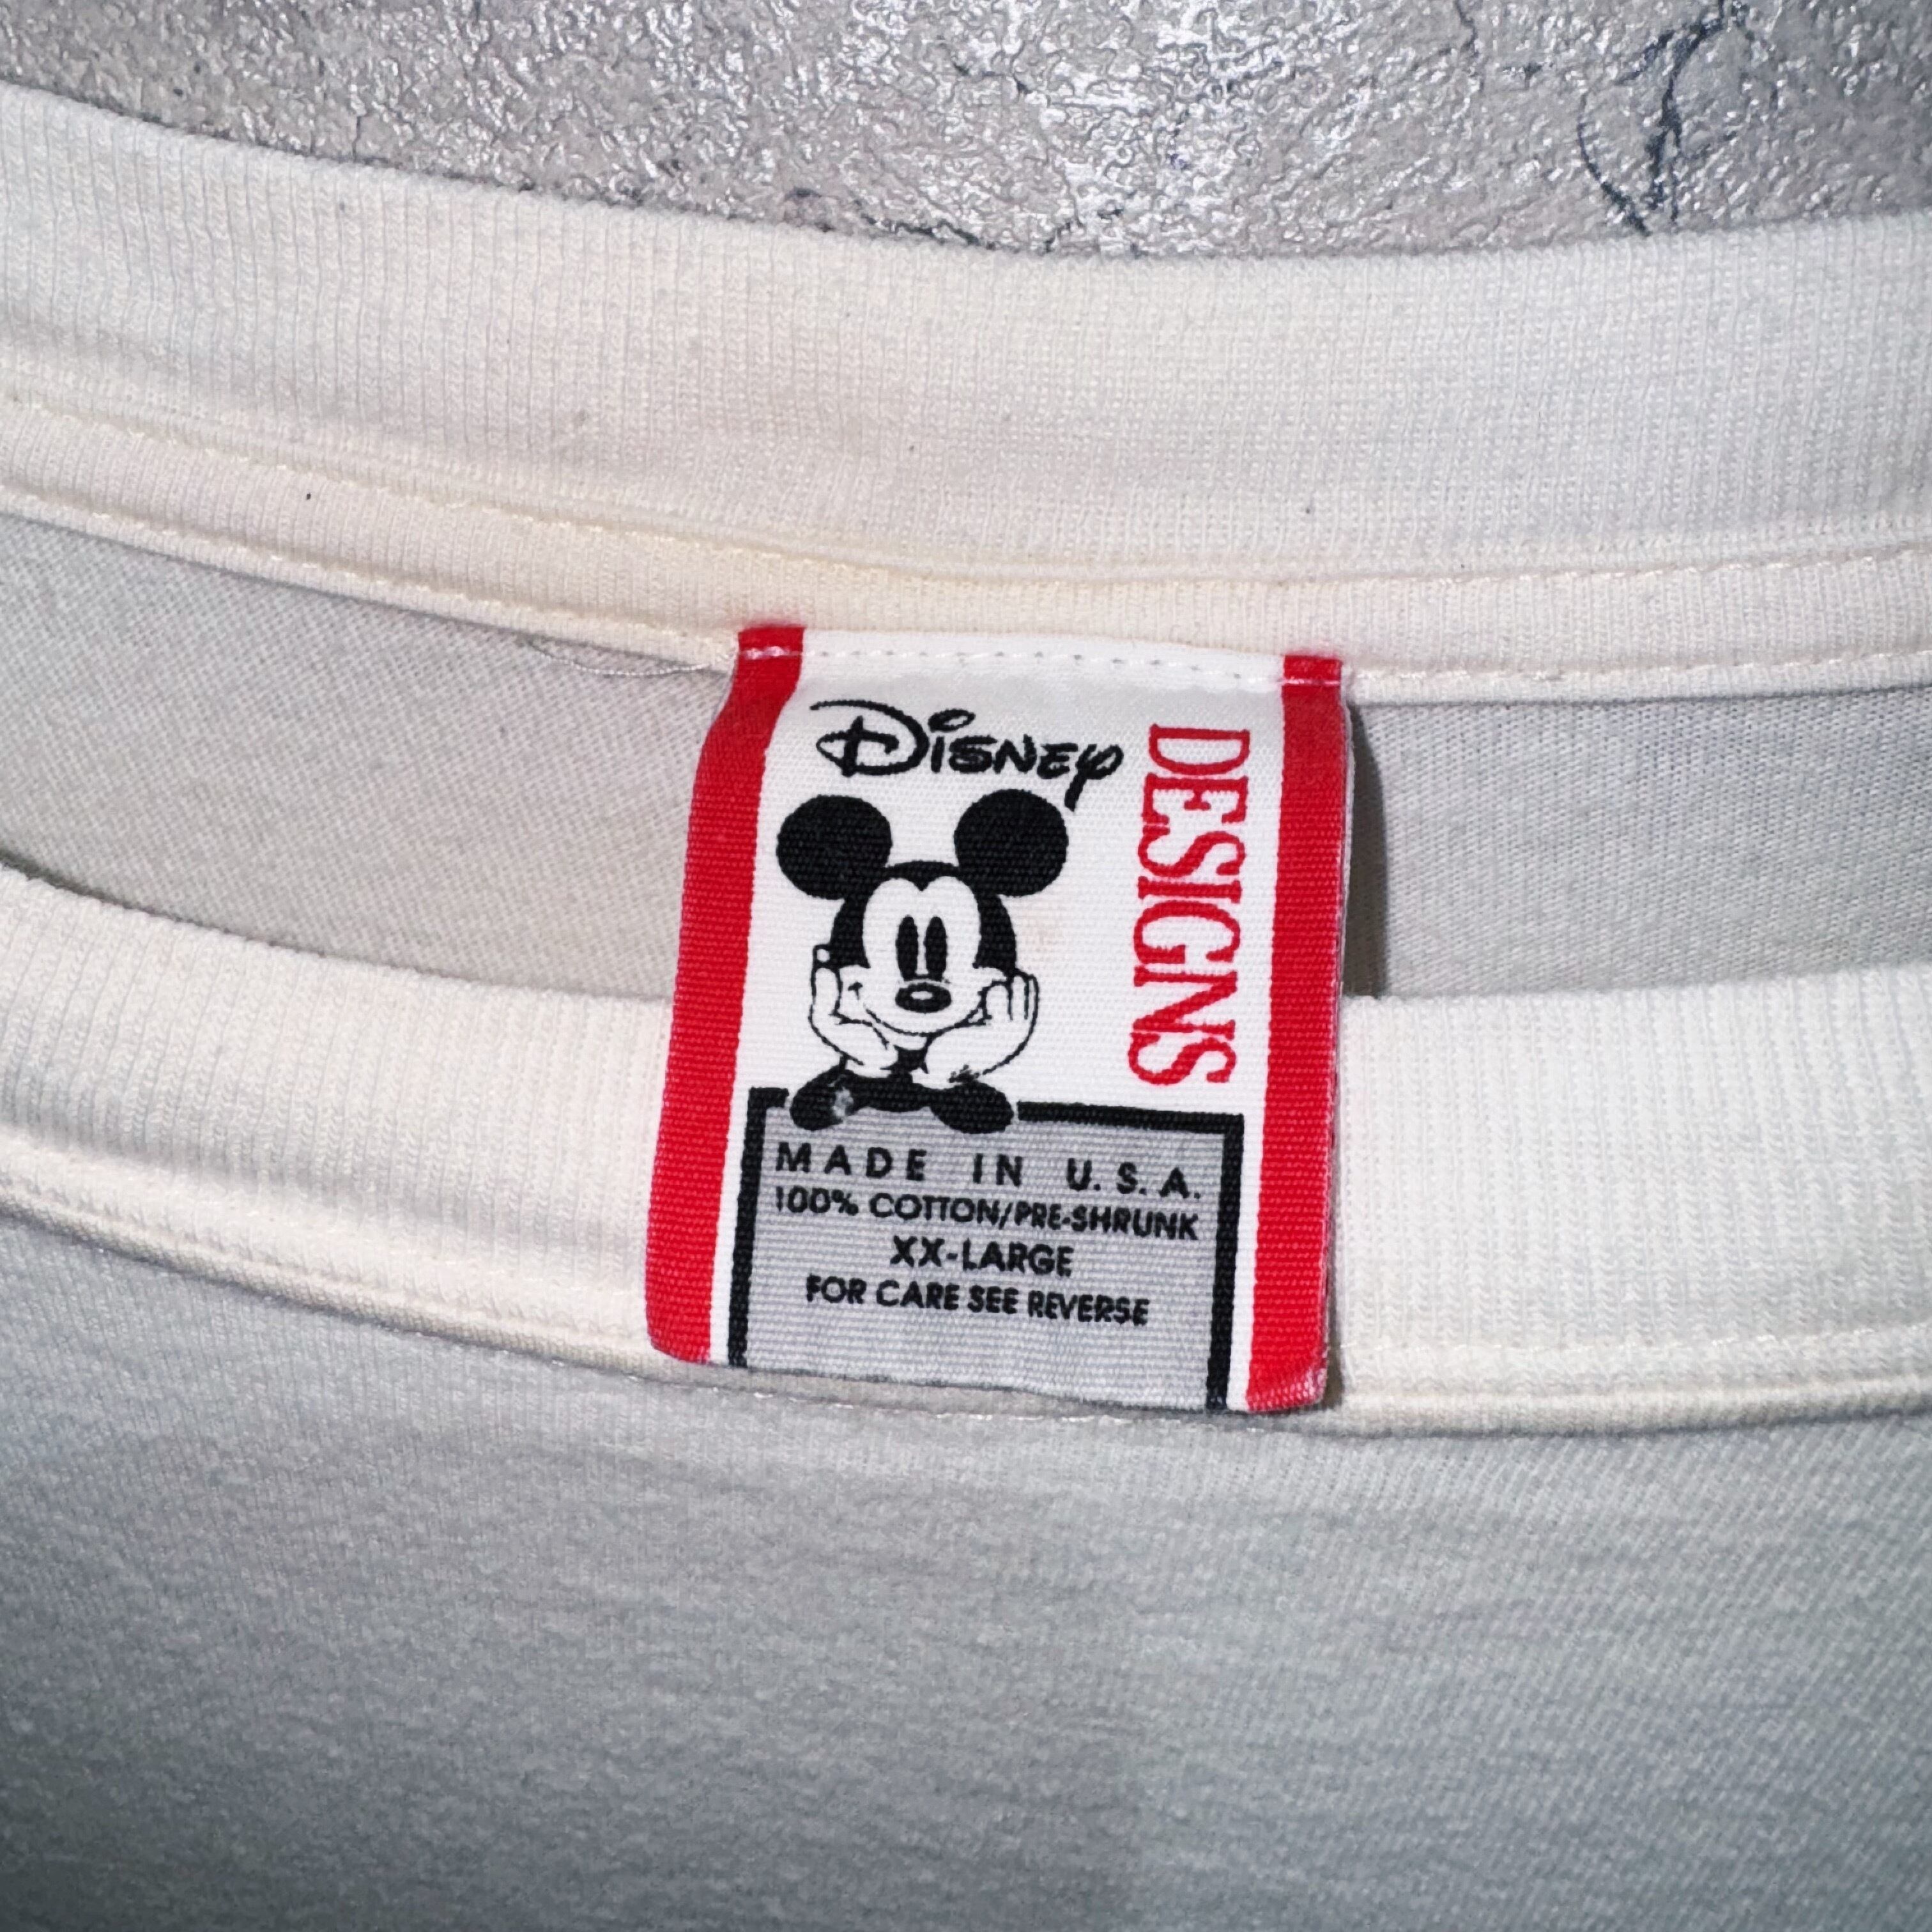 Disney
DESIGNS
MADE IN U.S.A.
100% COTTON/PRE-SHRUNK
XX-LARGE
FOR CARE SEE REVERSE